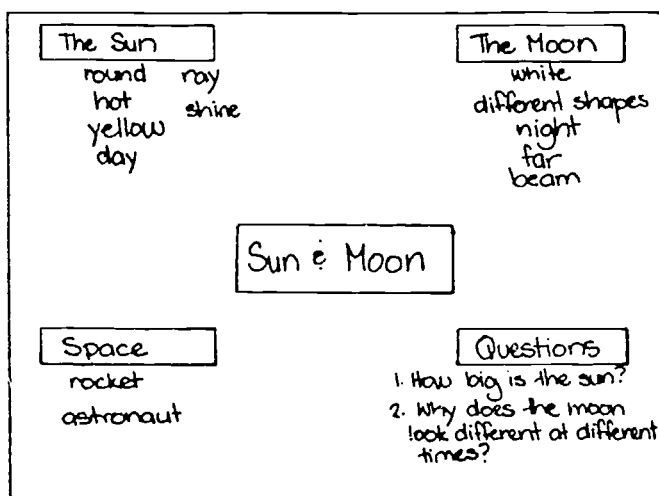 The Sun
round ray
hot shine
yellow
day
The Moon
white
different shapes
night
far
beam
Sun & Moon
Space
rocket
astronaut
Questions
1. How big is the sun?
2. Why does the moon
look different at different
times?